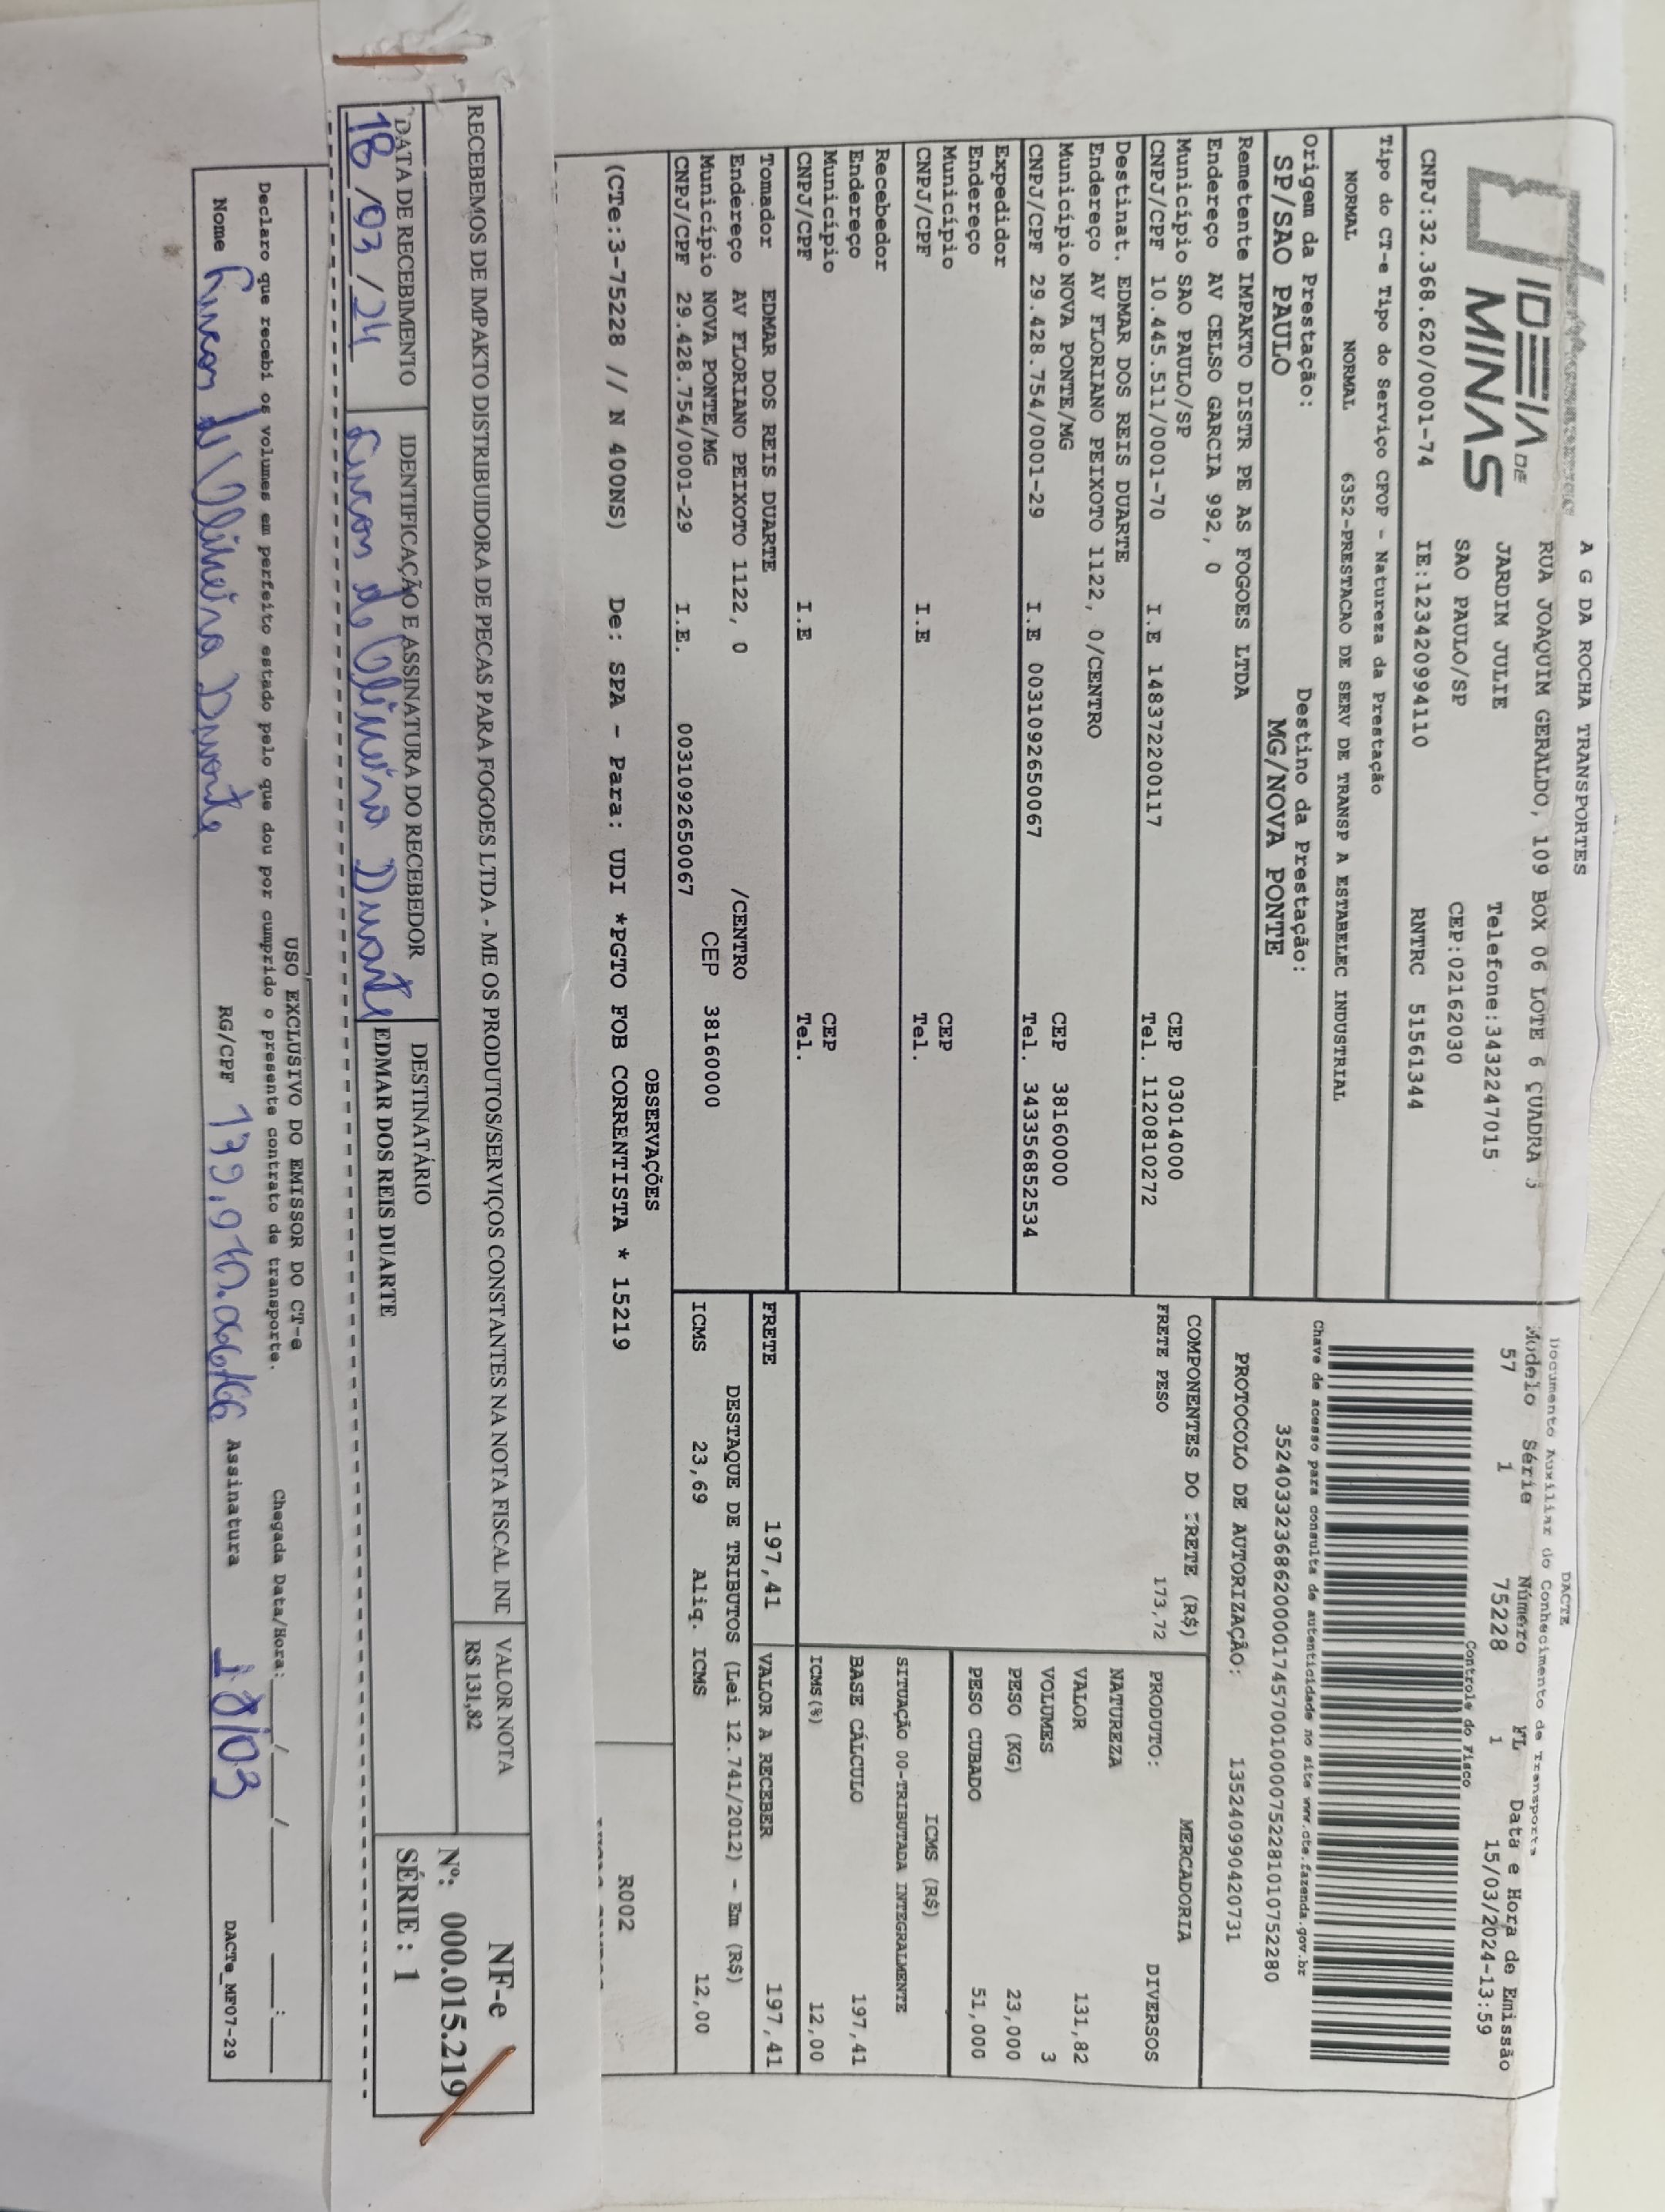 IDEIA DE
MINAS
A G DA ROCHA TRANSPORTES
RUA JOAQUIM GERALDO, 109 BOX 06 LOTE 6 QUADRA 3
JARDIM JULIE Telefone:3432247015
SAO PAULO/SP CEP:02162030
CNPJ:32.368.620/0001-74 IE:123420994110 RNTRC 51561344
DACTE
Documento Auxiliar do Conhecimento de Transporte
Modelo Série Número FL Data e Hora de Emissão
57 1 75228 1 15/03/2024-13:59
Controle do Fisco
Tipo do CT-e Tipo do Serviço CFOP - Natureza da Prestação
NORMAL NORMAL 6352-PRESTACAO DE SERV DE TRANSP A ESTABELEC INDUSTRIAL
Chave de acesso para consulta de autenticidade no site www.cte.fazenda.gov.br
35240332368620000174570010000752281010752280
Origem da Prestação: Destino da Prestação:
SP/SAO PAULO MG/NOVA PONTE
PROTOCOLO DE AUTORIZAÇÃO: 135240990420731
Remetente IMPAKTO DISTR PE AS FOGOES LTDA
Endereço AV CELSO GARCIA 992, 0
Município SAO PAULO/SP CEP 03014000
CNPJ/CPF 10.445.511/0001-70 I.E 148372200117 Tel. 1120810272
Destinat. EDMAR DOS REIS DUARTE
Endereço AV FLORIANO PEIXOTO 1122, 0/CENTRO
Município NOVA PONTE/MG CEP 38160000
CNPJ/CPF 29.428.754/0001-29 I.E 0031092650067 Tel. 34335685​2534
Expedidor
Endereço
Município CEP
CNPJ/CPF I.E Tel.
Recebedor
Endereço
Município CEP
CNPJ/CPF I.E Tel.
Tomador EDMAR DOS REIS DUARTE
Endereço AV FLORIANO PEIXOTO 1122, 0 /CENTRO
Município NOVA PONTE/MG CEP 38160000
CNPJ/CPF 29.428.754/0001-29 I.E. 0031092650067
COMPONENTES DO FRETE (R$)
FRETE PESO 173,72
MERCADORIA
PRODUTO: DIVERSOS
NATUREZA
VALOR 131,82
VOLUMES 3
PESO (KG) 23,000
PESO CUBADO 51,000
ICMS (R$)
SITUAÇÃO 00-TRIBUTADA INTEGRALMENTE
BASE CÁLCULO 197,41
ICMS(%) 12,00
FRETE 197,41 VALOR A RECEBER 197,41
DESTAQUE DE TRIBUTOS (Lei 12.741/2012) - Em (R$)
ICMS 23,69 Aliq. ICMS 12,00
OBSERVAÇÕES
(CTe:3-75228 // N 400NS) De: SPA - Para: UDI *PGTO FOB CORRENTISTA * 15219
R002
RECEBEMOS DE IMPAKTO DISTRIBUIDORA DE PECAS PARA FOGOES LTDA - ME OS PRODUTOS/SERVIÇOS CONSTANTES NA NOTA FISCAL INE
VALOR NOTA
R$ 131,82
NF-e
Nº: 000.015.219
SÉRIE : 1
DATA DE RECEBIMENTO IDENTIFICAÇÃO E ASSINATURA DO RECEBEDOR DESTINATÁRIO
18/03/24 Duarte EDMAR DOS REIS DUARTE
USO EXCLUSIVO DO EMISSOR DO CT-e
Declaro que recebi os volumes em perfeito estado pelo que dou por cumprido o presente contrato de transporte. Chegada Data/Hora: / / :
Nome Duarte RG/CPF Assinatura 18/03 DACTe_MF07-29